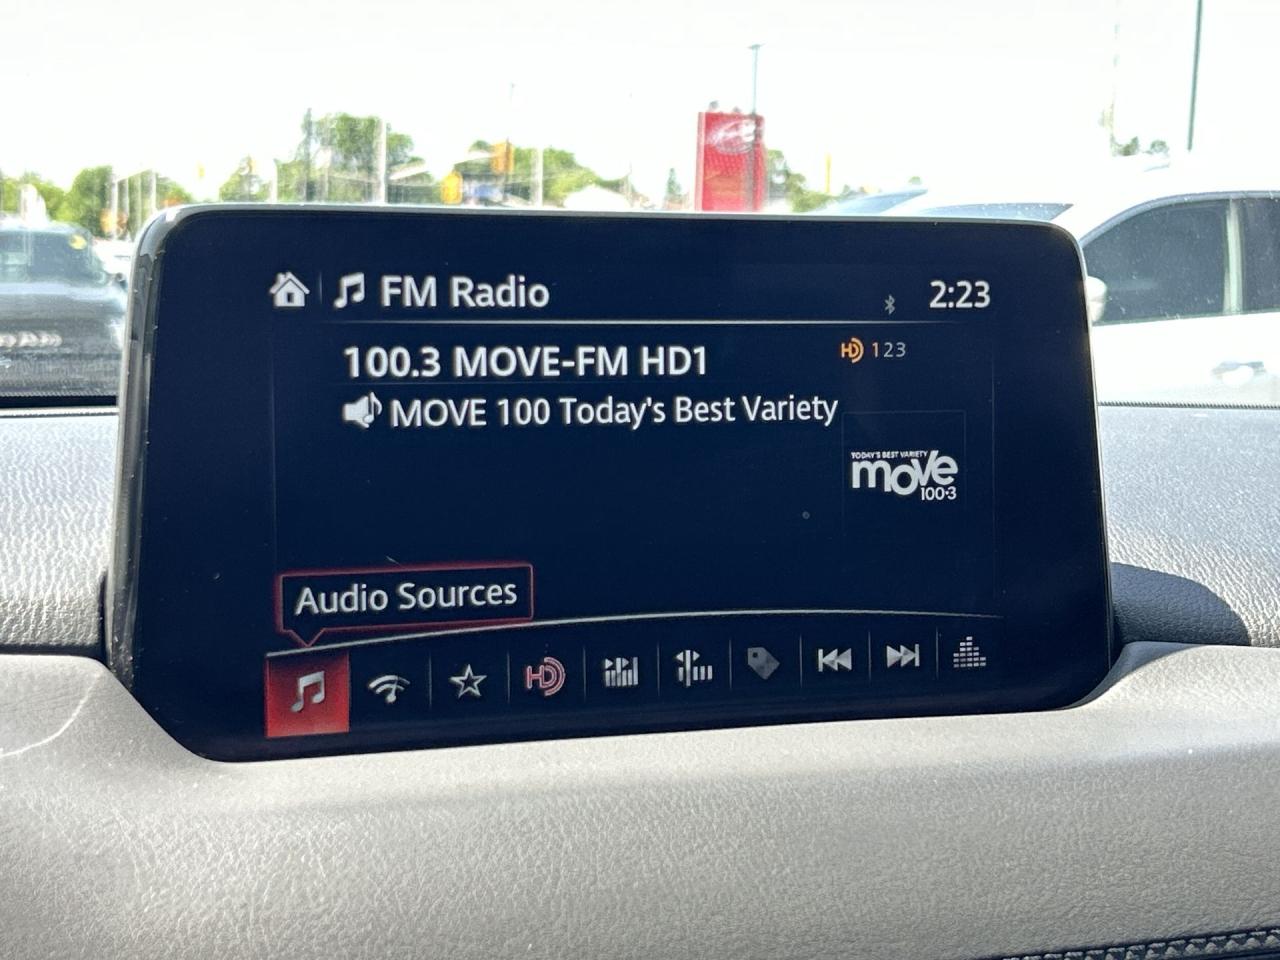 FM Radio
2:23
100.3 MOVE-FM HD1
HD 123
MOVE 100 Today's Best Variety
TODAY'S BEST VARIETY
move
100.3
Audio Sources
HD